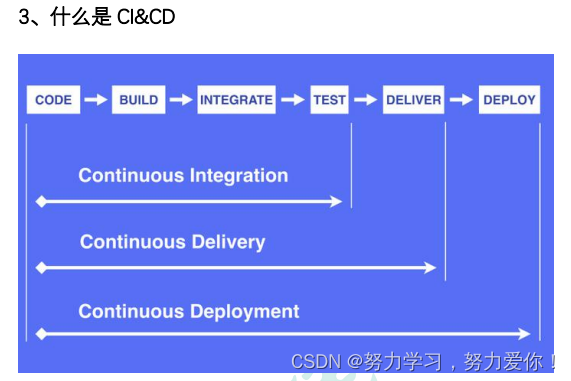 3、什么是 CI&CD
CODE BUILD INTEGRATE TEST DELIVER DEPLOY
Continuous Integration
Continuous Delivery
Continuous Deployment
CSDN @努力学习，努力爱你！